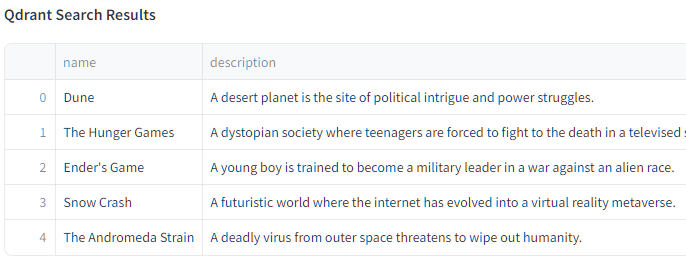 Qdrant Search Results
name description
0 Dune A desert planet is the site of political intrigue and power struggles.
1 The Hunger Games A dystopian society where teenagers are forced to fight to the death in a televised
2 Ender's Game A young boy is trained to become a military leader in a war against an alien race.
3 Snow Crash A futuristic world where the internet has evolved into a virtual reality metaverse.
4 The Andromeda Strain A deadly virus from outer space threatens to wipe out humanity.